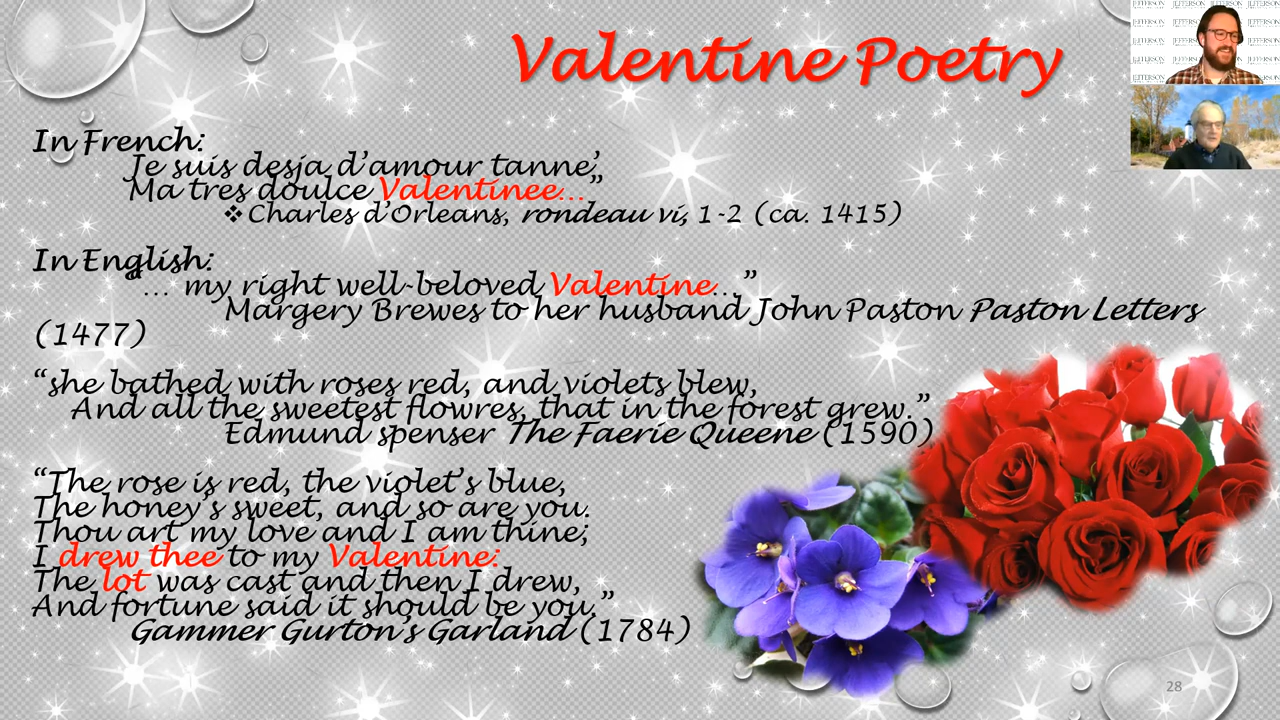 Valentine Poetry
In French:
Je suis desja d’amour tanne’,
Ma tres doulce Valentinee…”
❖Charles d’Orleans, rondeau vi, 1-2 (ca. 1415)
In English:
“… my right well-beloved Valentine…”
Margery Brewes to her husband John Paston Paston Letters
(1477)
“she bathed with roses red, and violets blew,
And all the sweetest flowres, that in the forest grew.”
Edmund spenser The Faerie Queene (1590)
“The rose is red, the violet’s blue,
The honey’s sweet, and so are you.
Thou art my love and I am thine;
I drew thee to my Valentine:
The lot was cast and then I drew,
And fortune said it should be you.”
Gammer Gurton’s Garland (1784)
28